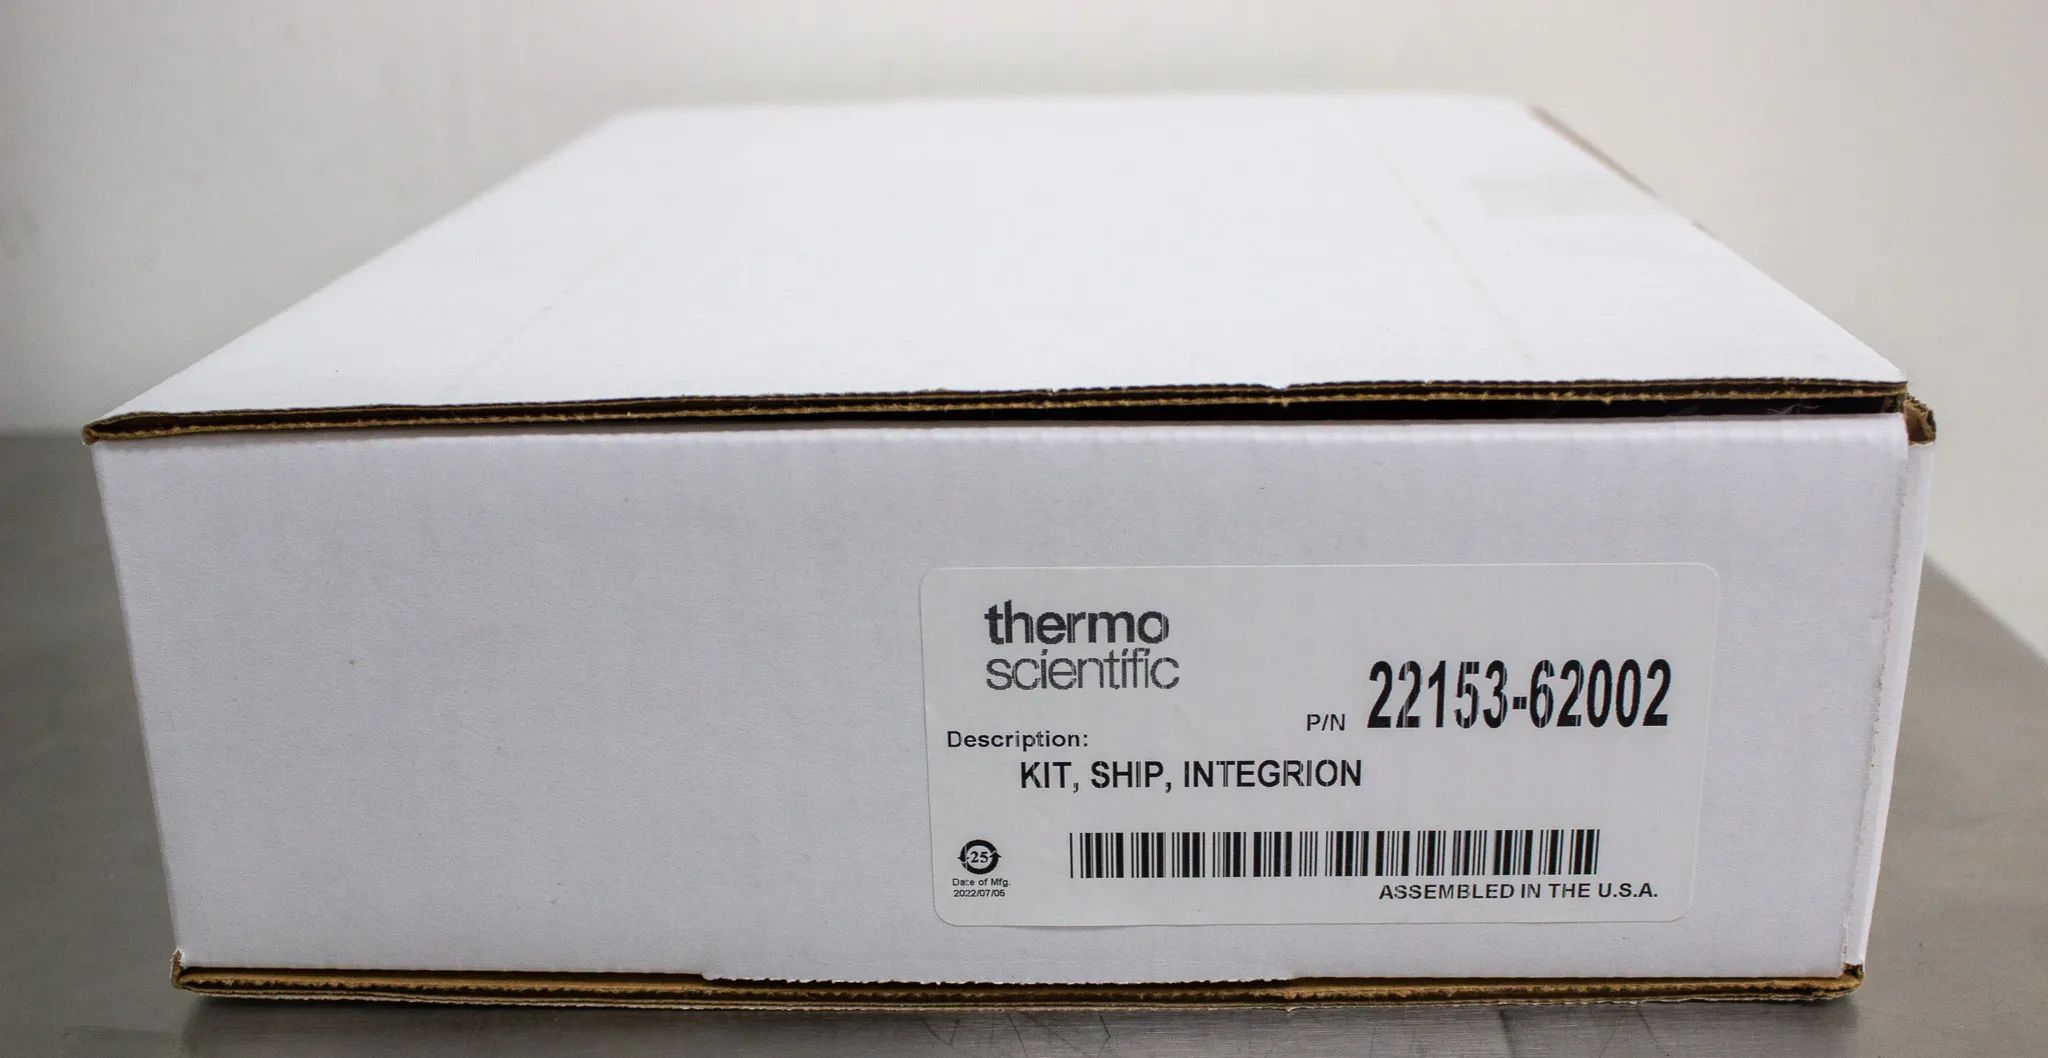 thermo
scientific
P/N 22153-62002
Description:
KIT, SHIP, INTEGRION
25
Date of Mfg.
2022/07/05
ASSEMBLED IN THE U.S.A.